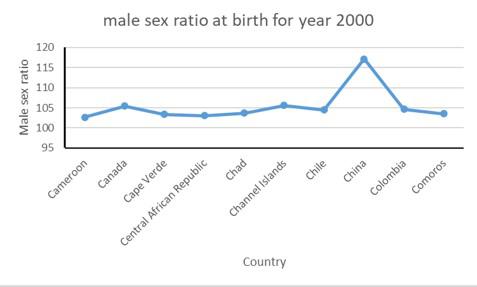 male sex ratio at birth for year 2000
Male sex ratio
120
115
110
105
100
95
Cameroon
Canada
Cape Verde
Central African Republic
Chad
Channel Islands
Chile
China
Colombia
Comoros
Country